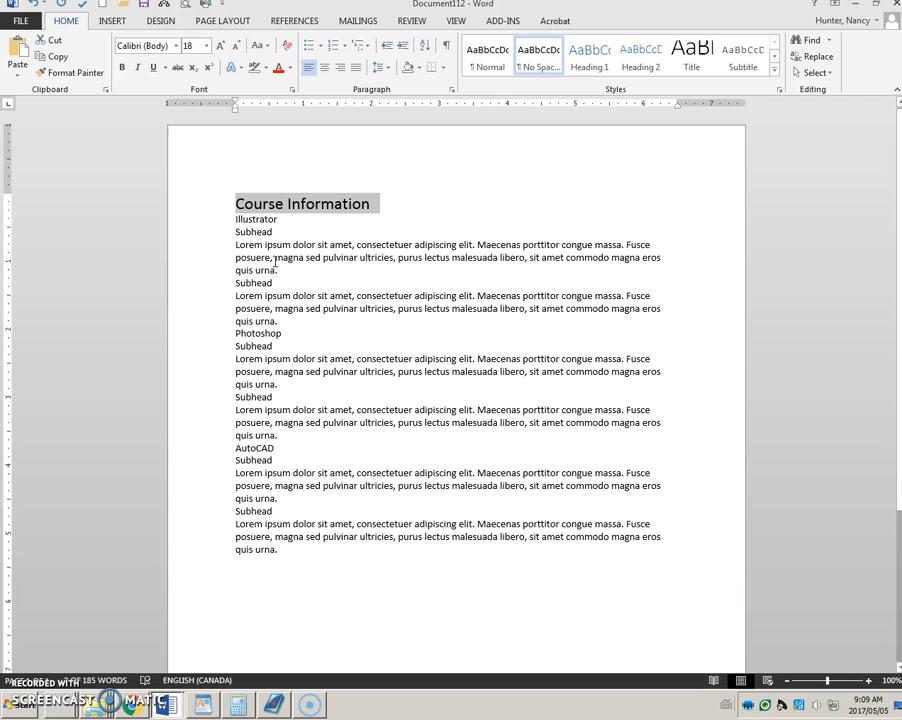 Document112 - Word
FILE HOME INSERT DESIGN PAGE LAYOUT REFERENCES MAILINGS REVIEW VIEW ADD-INS Acrobat
Hunter, Nancy
Paste
Cut
Copy
Format Painter
Clipboard
Calibri (Body) 18
Font
Paragraph
AaBbCcDc AaBbCcDc AaBbCc AaBbCcDc AaBb AaBbCcD
¶ Normal ¶ No Spac... Heading 1 Heading 2 Title Subtitle
Styles
Find
Replace
Select
Editing
Course Information
Illustrator
Subhead
Lorem ipsum dolor sit amet, consectetuer adipiscing elit. Maecenas porttitor congue massa. Fusce
posuere, magna sed pulvinar ultricies, purus lectus malesuada libero, sit amet commodo magna eros
quis urna.
Subhead
Lorem ipsum dolor sit amet, consectetuer adipiscing elit. Maecenas porttitor congue massa. Fusce
posuere, magna sed pulvinar ultricies, purus lectus malesuada libero, sit amet commodo magna eros
quis urna.
Photoshop
Subhead
Lorem ipsum dolor sit amet, consectetuer adipiscing elit. Maecenas porttitor congue massa. Fusce
posuere, magna sed pulvinar ultricies, purus lectus malesuada libero, sit amet commodo magna eros
quis urna.
Subhead
Lorem ipsum dolor sit amet, consectetuer adipiscing elit. Maecenas porttitor congue massa. Fusce
posuere, magna sed pulvinar ultricies, purus lectus malesuada libero, sit amet commodo magna eros
quis urna.
AutoCAD
Subhead
Lorem ipsum dolor sit amet, consectetuer adipiscing elit. Maecenas porttitor congue massa. Fusce
posuere, magna sed pulvinar ultricies, purus lectus malesuada libero, sit amet commodo magna eros
quis urna.
Subhead
Lorem ipsum dolor sit amet, consectetuer adipiscing elit. Maecenas porttitor congue massa. Fusce
posuere, magna sed pulvinar ultricies, purus lectus malesuada libero, sit amet commodo magna eros
quis urna.
OF 185 WORDS ENGLISH (CANADA) 100%
RECORDED WITH
SCREENCAST MATIC
Start
9:09 AM
2017/05/05